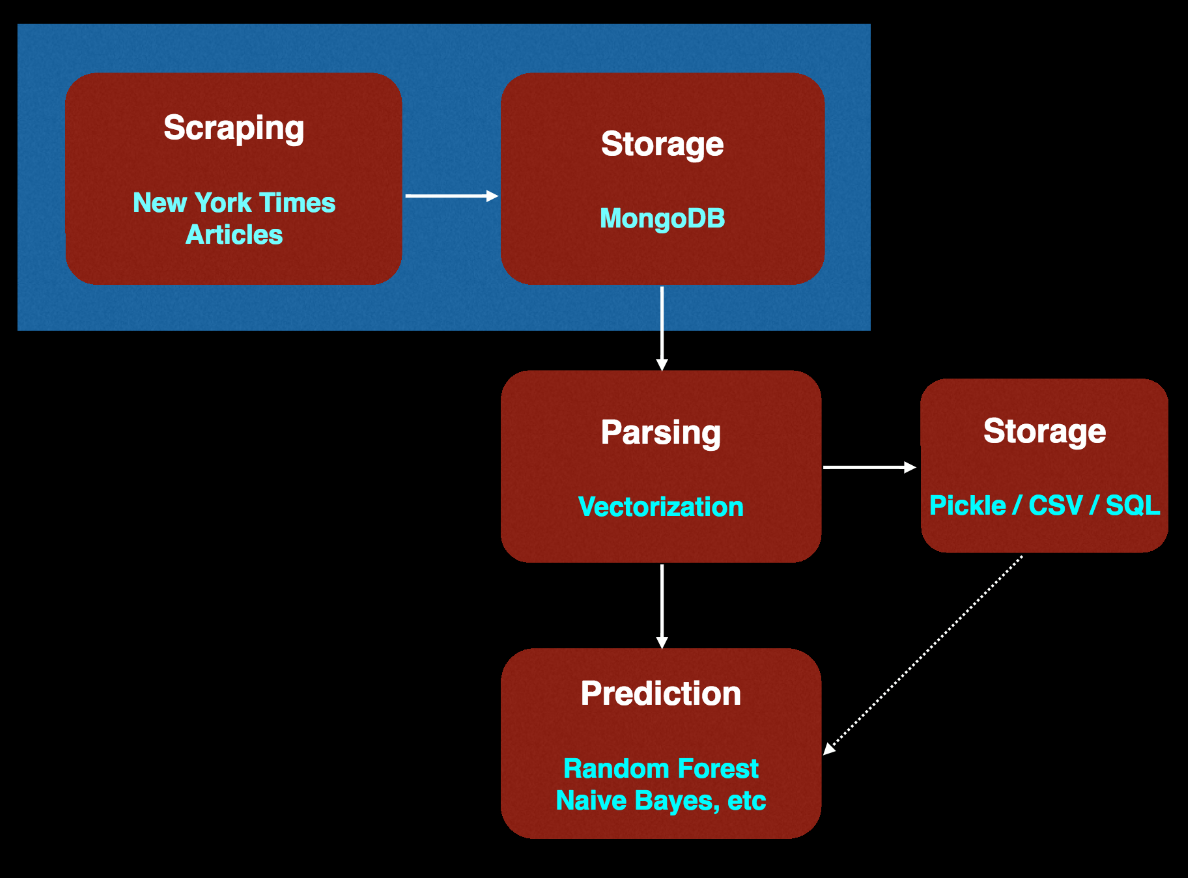 Scraping
New York Times
Articles
Storage
MongoDB
Parsing
Vectorization
Storage
Pickle / CSV / SQL
Prediction
Random Forest
Naive Bayes, etc